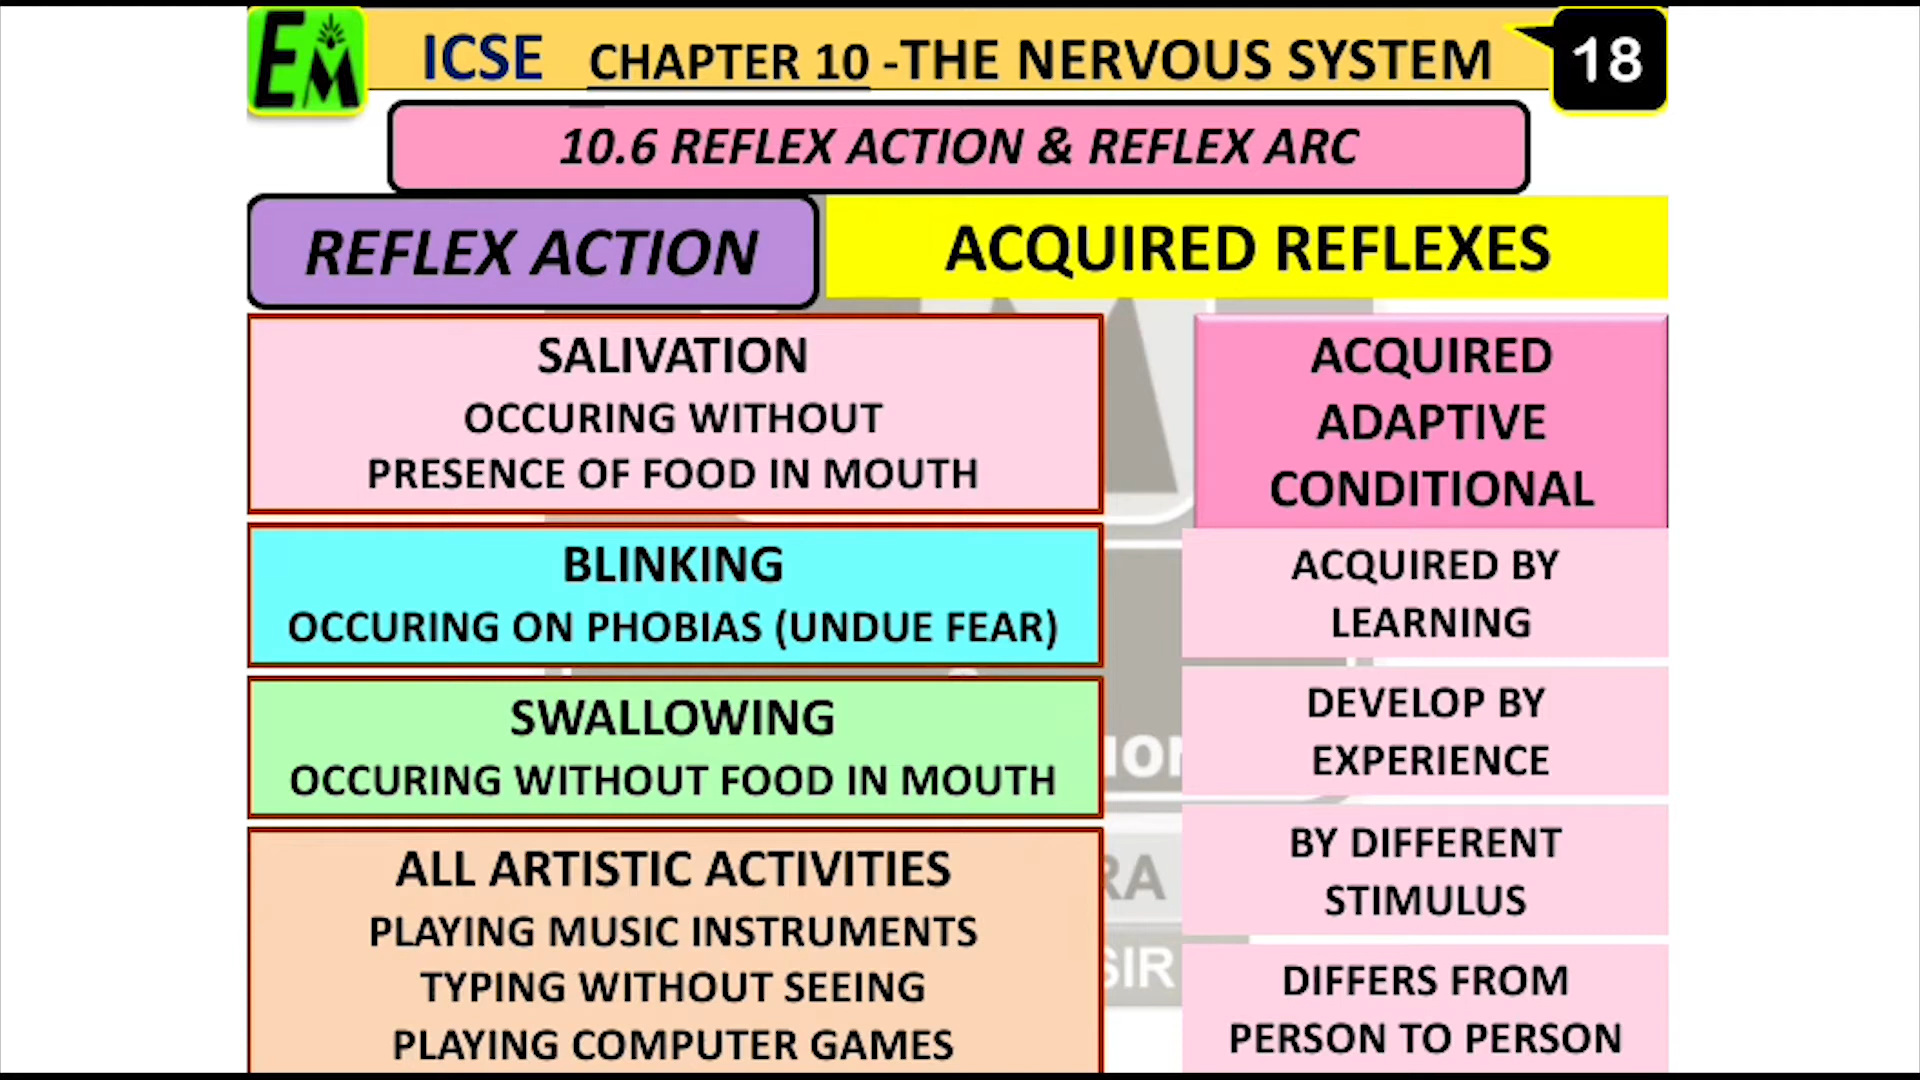 EM
ICSE CHAPTER 10 -THE NERVOUS SYSTEM
18
10.6 REFLEX ACTION & REFLEX ARC
REFLEX ACTION
ACQUIRED REFLEXES
SALIVATION
OCCURING WITHOUT
PRESENCE OF FOOD IN MOUTH
BLINKING
OCCURING ON PHOBIAS (UNDUE FEAR)
SWALLOWING
OCCURING WITHOUT FOOD IN MOUTH
ALL ARTISTIC ACTIVITIES
PLAYING MUSIC INSTRUMENTS
TYPING WITHOUT SEEING
PLAYING COMPUTER GAMES
ACQUIRED
ADAPTIVE
CONDITIONAL
ACQUIRED BY
LEARNING
DEVELOP BY
EXPERIENCE
BY DIFFERENT
STIMULUS
DIFFERS FROM
PERSON TO PERSON
SIR